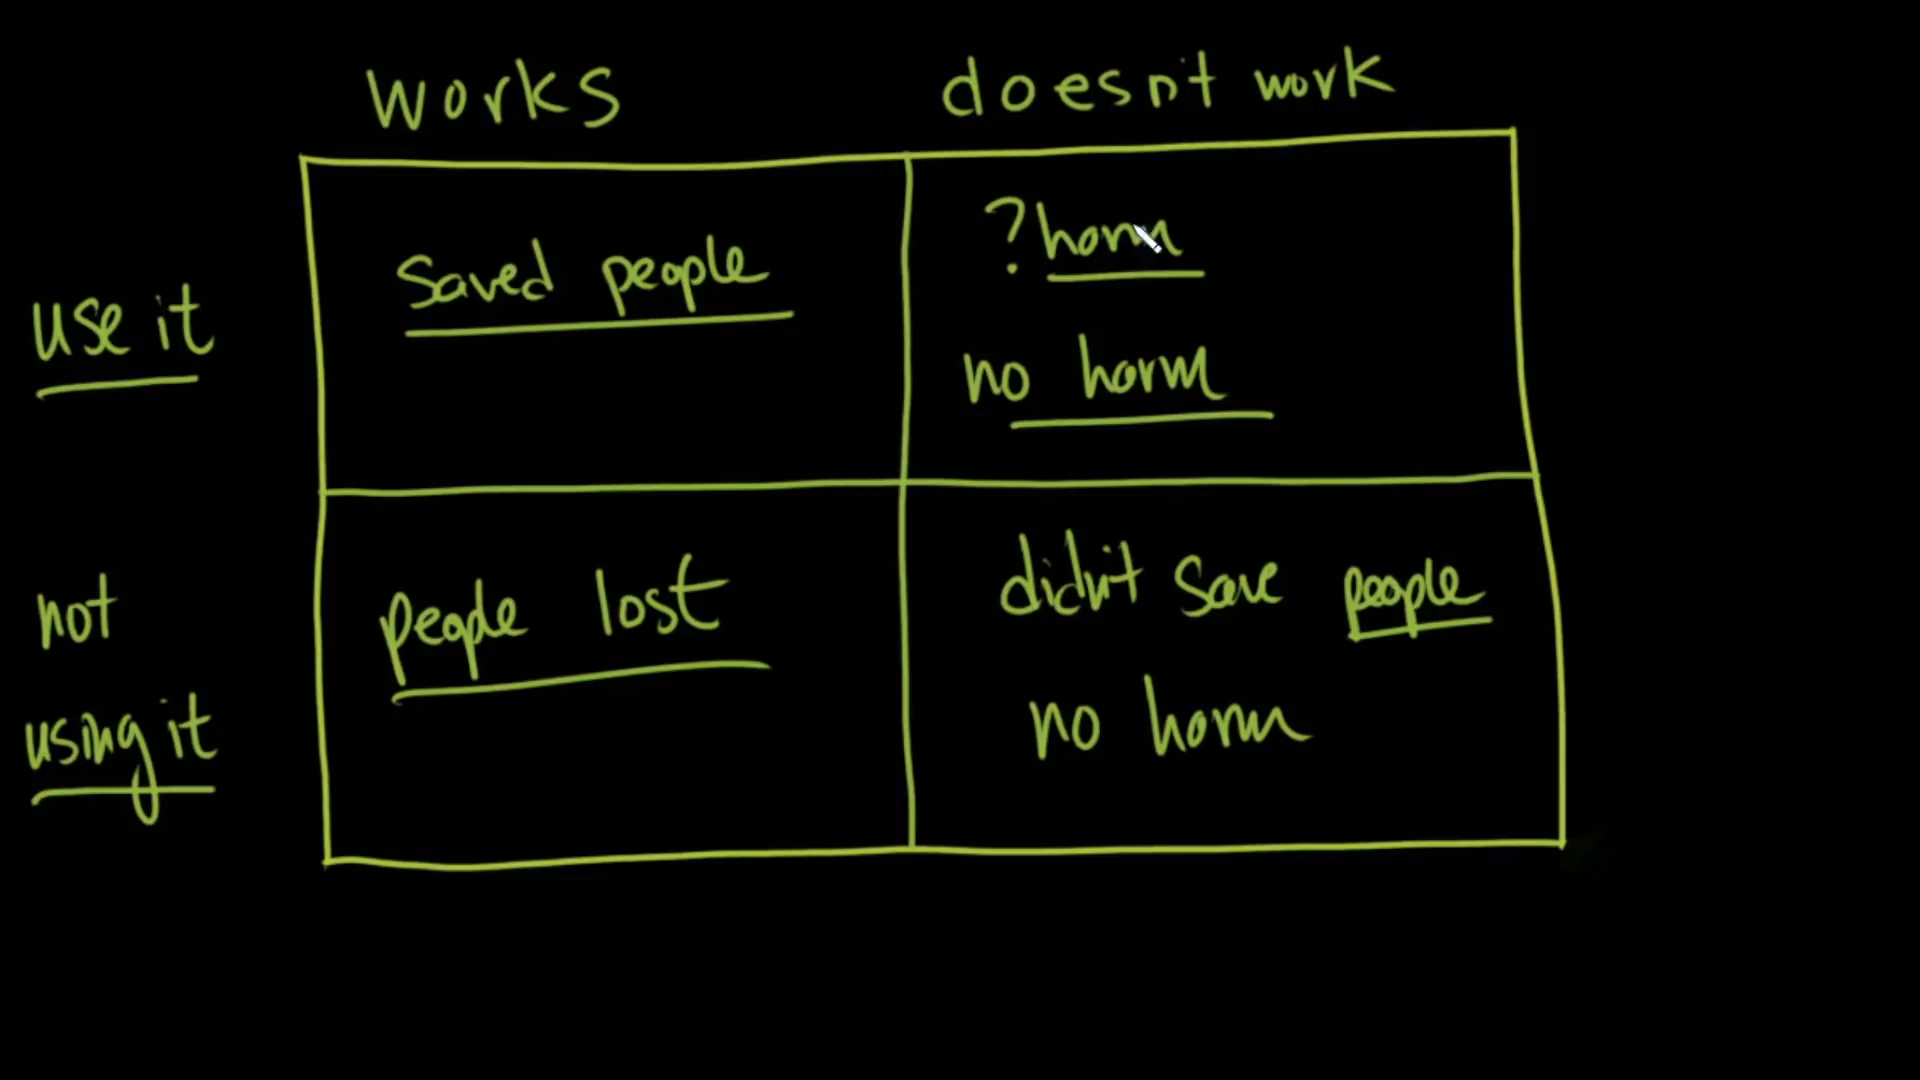 works doesn't work
use it
saved people
?harm
no harm
not
using it
people lost
didn't save people
no harm